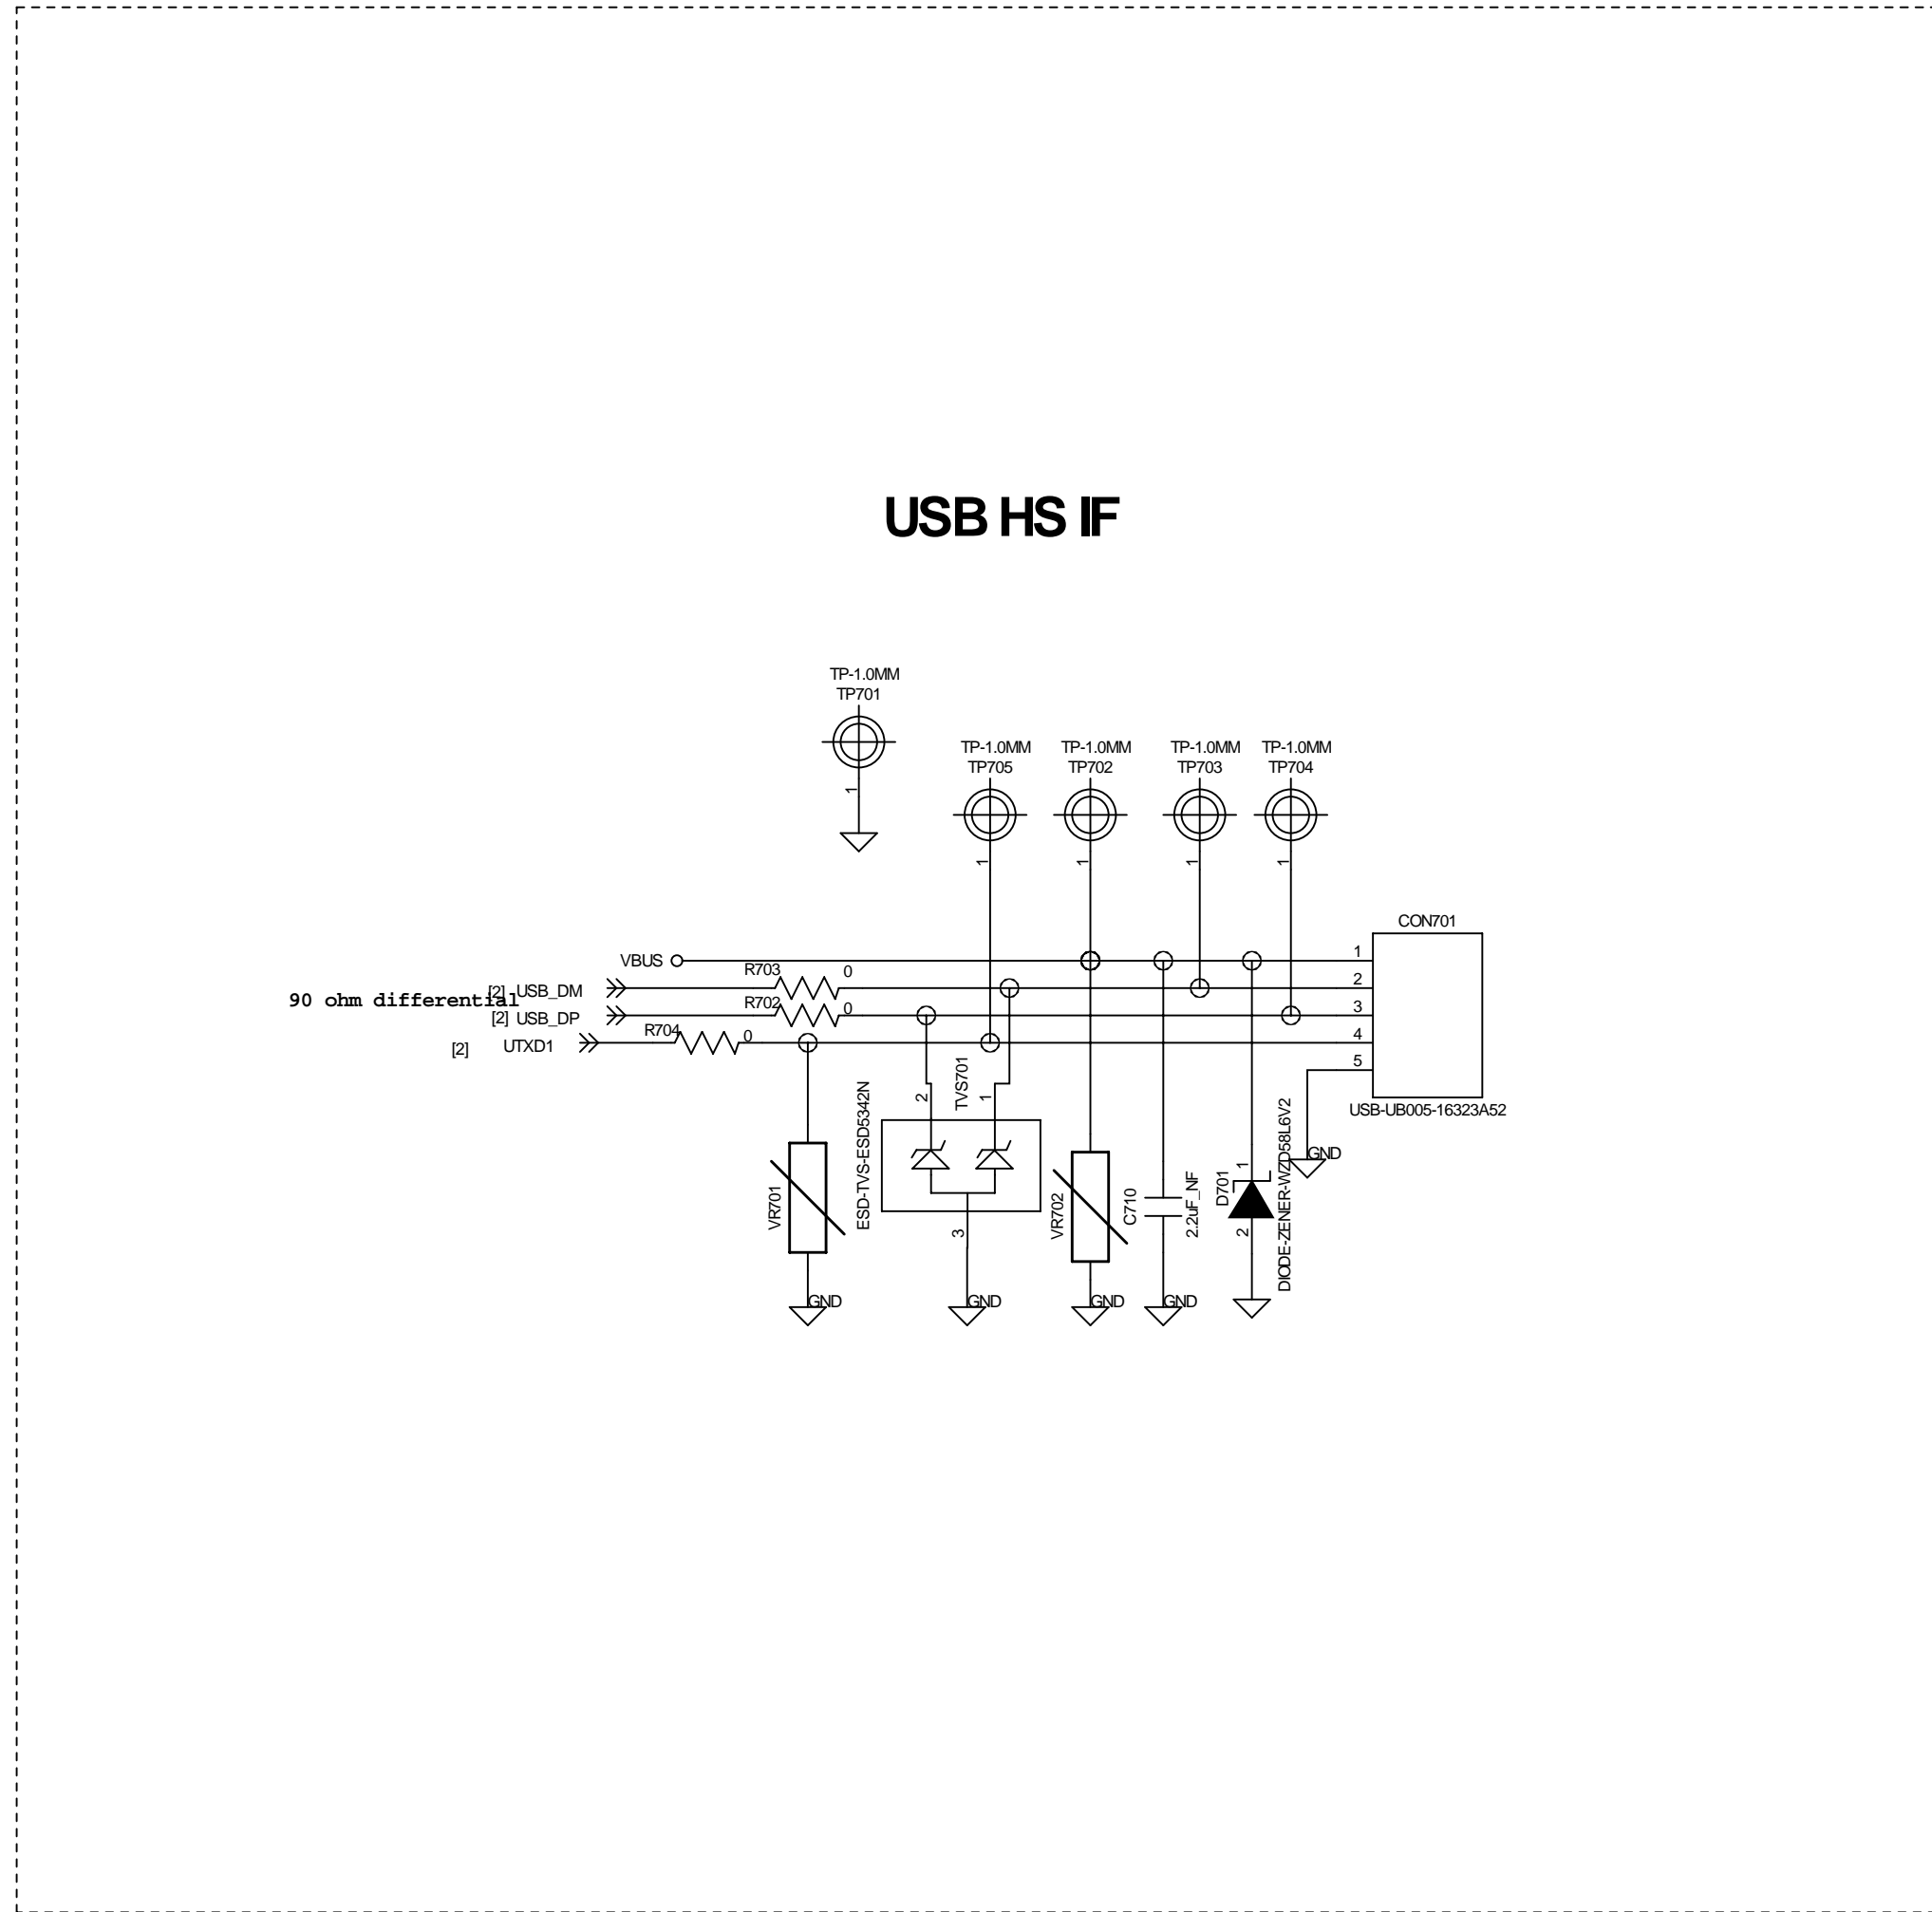 USB HS IF
TP-1.0MM
TP701
1
TP-1.0MM
TP705
1
TP-1.0MM
TP702
1
TP-1.0MM
TP703
1
TP-1.0MM
TP704
1
CON701
1
2
3
4
5
USB-UB005-16323A52
VBUS
R703
0
90 ohm differential
[2] USB_DM
R702
0
[2] USB_DP
R704
0
[2] UTXD1
VR701
GND
ESD-TVS-ESD5342N
TVS701
2
1
3
GND
VR702
GND
C710
2.2uF_NF
GND
D701
1
2
DIODE-ZENER-WZD58L6V2
GND